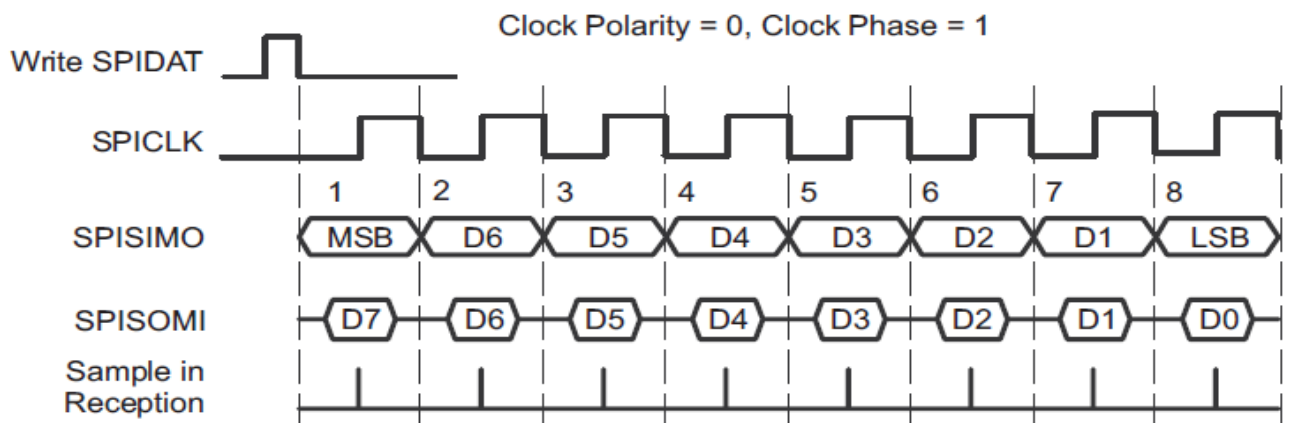 Clock Polarity = 0, Clock Phase = 1
Write SPIDAT
SPICLK
1 2 3 4 5 6 7 8
SPISIMO MSB D6 D5 D4 D3 D2 D1 LSB
SPISOMI D7 D6 D5 D4 D3 D2 D1 D0
Sample in
Reception